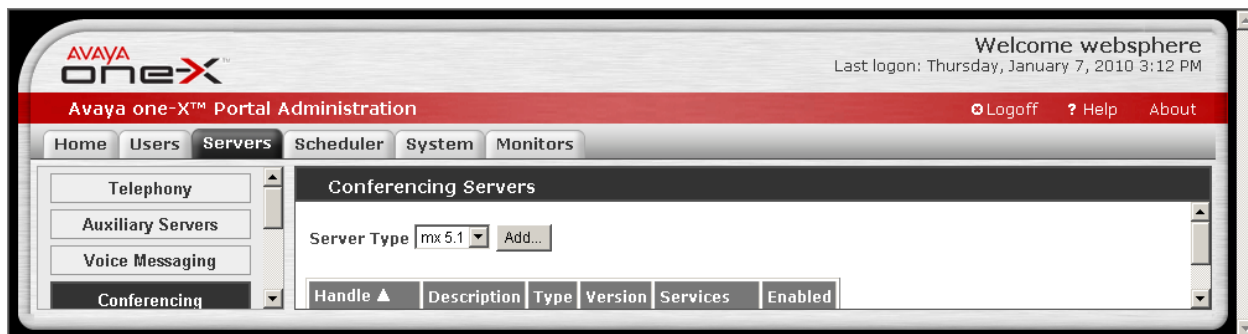 AVAYA
one-X™
Welcome websphere
Last logon: Thursday, January 7, 2010 3:12 PM
Avaya one-X™ Portal Administration
Logoff ? Help About
Home Users Servers Scheduler System Monitors
Telephony
Auxiliary Servers
Voice Messaging
Conferencing
Conferencing Servers
Server Type mx 5.1 Add...
Handle ▲ Description Type Version Services Enabled